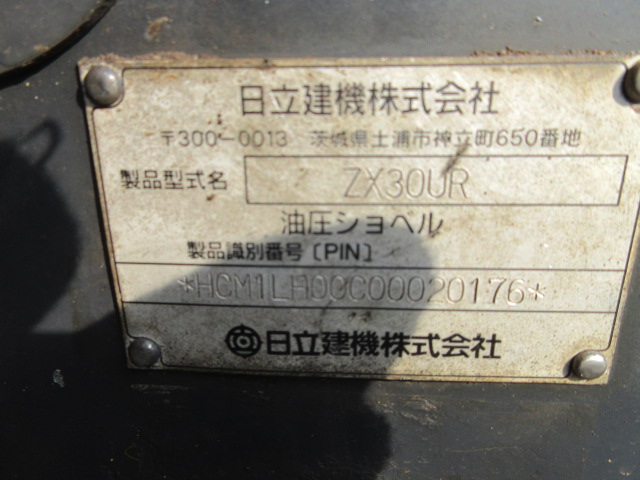 日立建機株式会社
〒300-0013 茨城県土浦市神立町650番地
製品型式名 ZX30UR
油圧ショベル
製品識別番号 [PIN]
*HCM1LH00C00020176*
日立建機株式会社